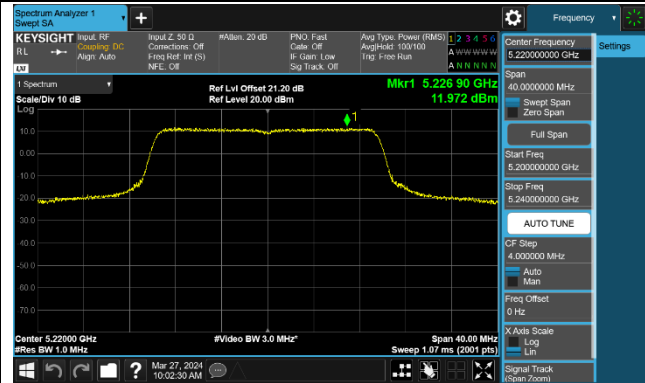 Spectrum Analyzer 1
Swept SA
Frequency
KEYSIGHT
RL
LXI
Input: RF
Coupling: DC
Align: Auto
Input Z: 50 Ω
Corrections: Off
Freq Ref: Int (S)
NFE: Off
#Atten: 20 dB
PNO: Fast
Gate: Off
IF Gain: Low
Sig Track: Off
Avg Type: Power (RMS)
Avg|Hold: 100/100
Trig: Free Run
1 2 3 4 5 6
A W W W W W
A N N N N N
1 Spectrum
Scale/Div 10 dB
Log
Ref Lvl Offset 21.20 dB
Ref Level 20.00 dBm
Mkr1 5.226 90 GHz
11.972 dBm
1
10.0
0.00
-10.0
-20.0
-30.0
-40.0
-50.0
-60.0
-70.0
Center 5.22000 GHz
#Res BW 1.0 MHz
#Video BW 3.0 MHz*
Span 40.00 MHz
Sweep 1.07 ms (2001 pts)
Mar 27, 2024
10:02:30 AM
Center Frequency
5.220000000 GHz
Settings
Span
40.0000000 MHz
Swept Span
Zero Span
Full Span
Start Freq
5.200000000 GHz
Stop Freq
5.240000000 GHz
AUTO TUNE
CF Step
4.000000 MHz
Auto
Man
Freq Offset
0 Hz
X Axis Scale
Log
Lin
Signal Track
(Span Zoom)